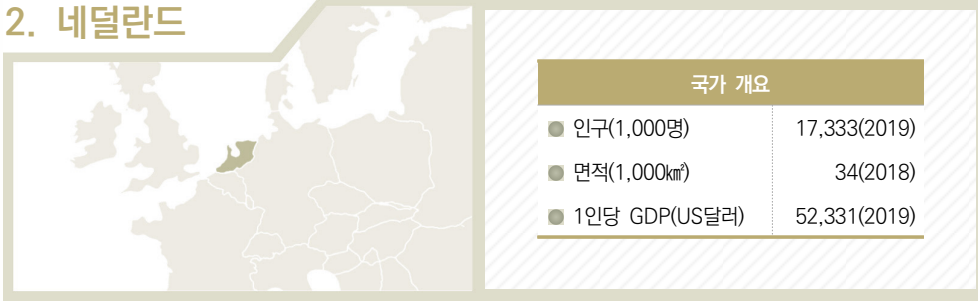 2. 네덜란드
국가 개요
인구(1,000명) 17,333(2019)
면적(1,000㎢) 34(2018)
1인당 GDP(US달러) 52,331(2019)